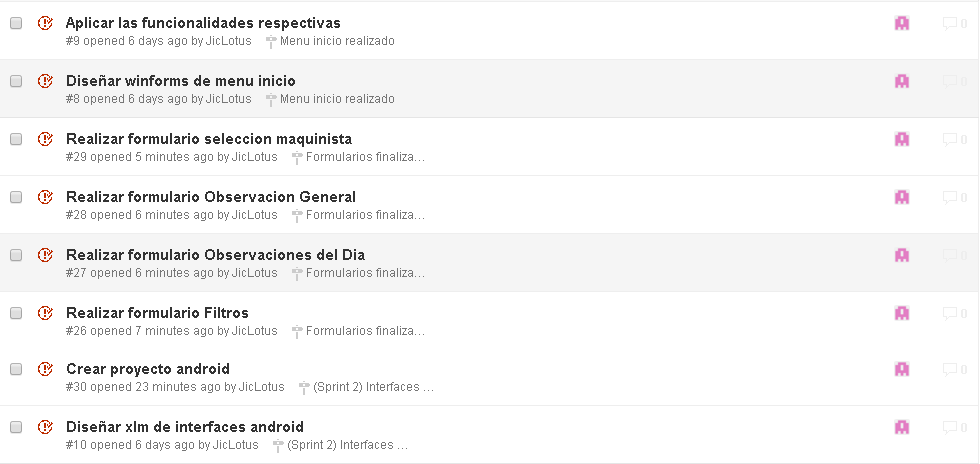 Aplicar las funcionalidades respectivas
#9 opened 6 days ago by JicLotus Menu inicio realizado 0
Diseñar winforms de menu inicio
#8 opened 6 days ago by JicLotus Menu inicio realizado 0
Realizar formulario seleccion maquinista
#29 opened 5 minutes ago by JicLotus Formularios finaliza... 0
Realizar formulario Observacion General
#28 opened 6 minutes ago by JicLotus Formularios finaliza... 0
Realizar formulario Observaciones del Dia
#27 opened 6 minutes ago by JicLotus Formularios finaliza... 0
Realizar formulario Filtros
#26 opened 7 minutes ago by JicLotus Formularios finaliza... 0
Crear proyecto android
#30 opened 23 minutes ago by JicLotus (Sprint 2) Interfaces ... 0
Diseñar xlm de interfaces android
#10 opened 6 days ago by JicLotus (Sprint 2) Interfaces ... 0